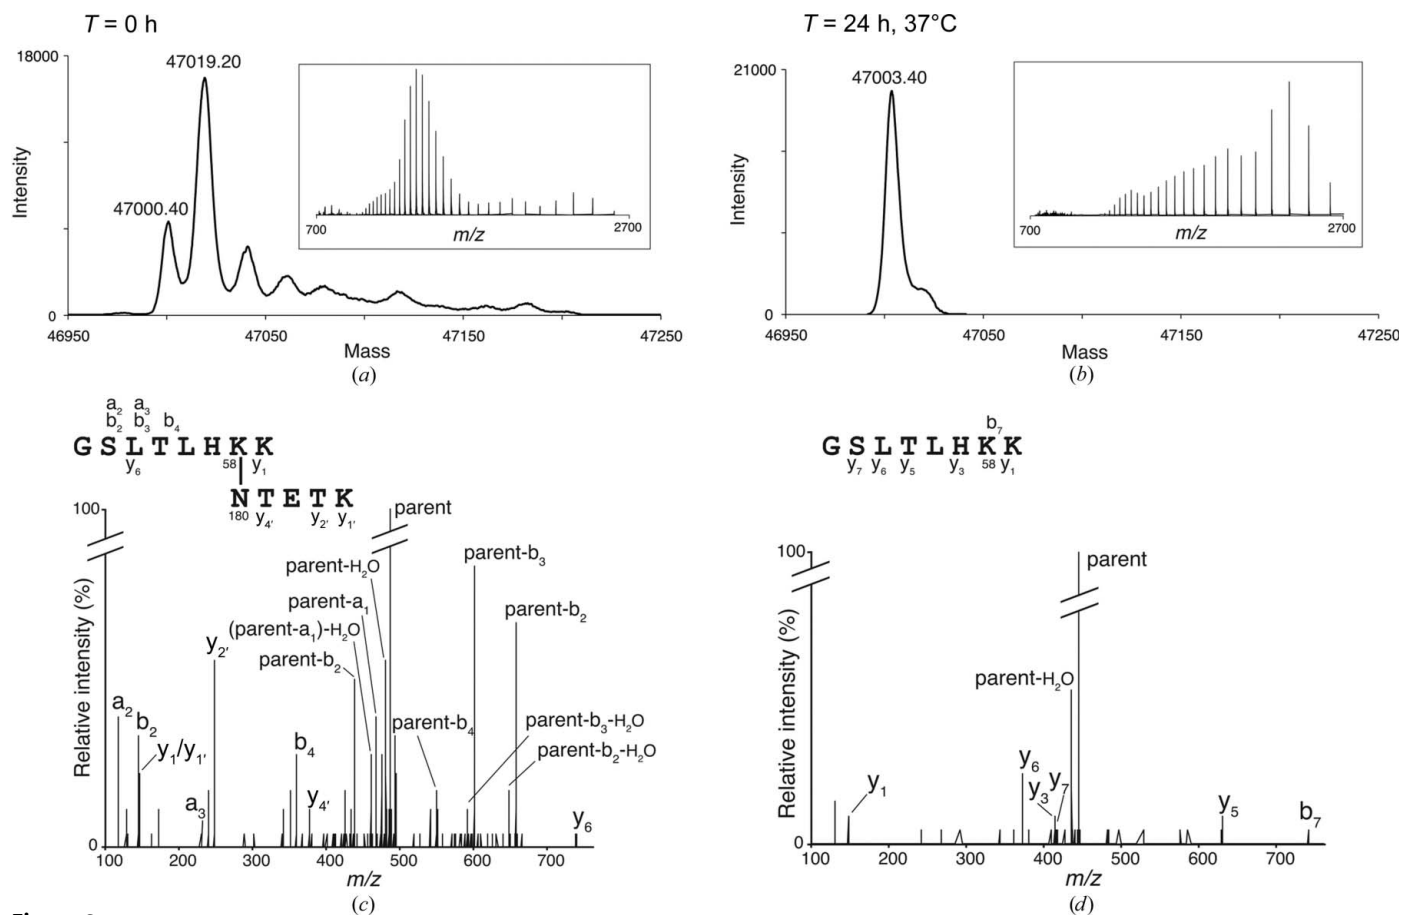 T = 0 h
18000
47019.20
47000.40
Intensity
0
46950
47050
47150
47250
Mass
700
2700
m/z
(a)
T = 24 h, 37°C
21000
47003.40
Intensity
0
46950
47050
47150
47250
Mass
700
2700
m/z
(b)
a2 a3
b2 b3 b4
G S L T L H K K
y6 58 y1
N T E T K
180 y4' y2' y1'
100
Relative intensity (%)
0
parent
parent-b3
parent-H2O
parent-a1
parent-b2
(parent-a1)-H2O
y2'
parent-b2
a2
b2
parent-b4
parent-b3-H2O
y1/y1'
b4
parent-b2-H2O
a3
y4'
y6
100 200 300 400 500 600 700
m/z
(c)
b7
G S L T L H K K
y7 y6 y5 y3 58 y1
100
Relative intensity (%)
0
parent
parent-H2O
y6
y7
y1
y3
y5
b7
100 200 300 400 500 600 700
m/z
(d)